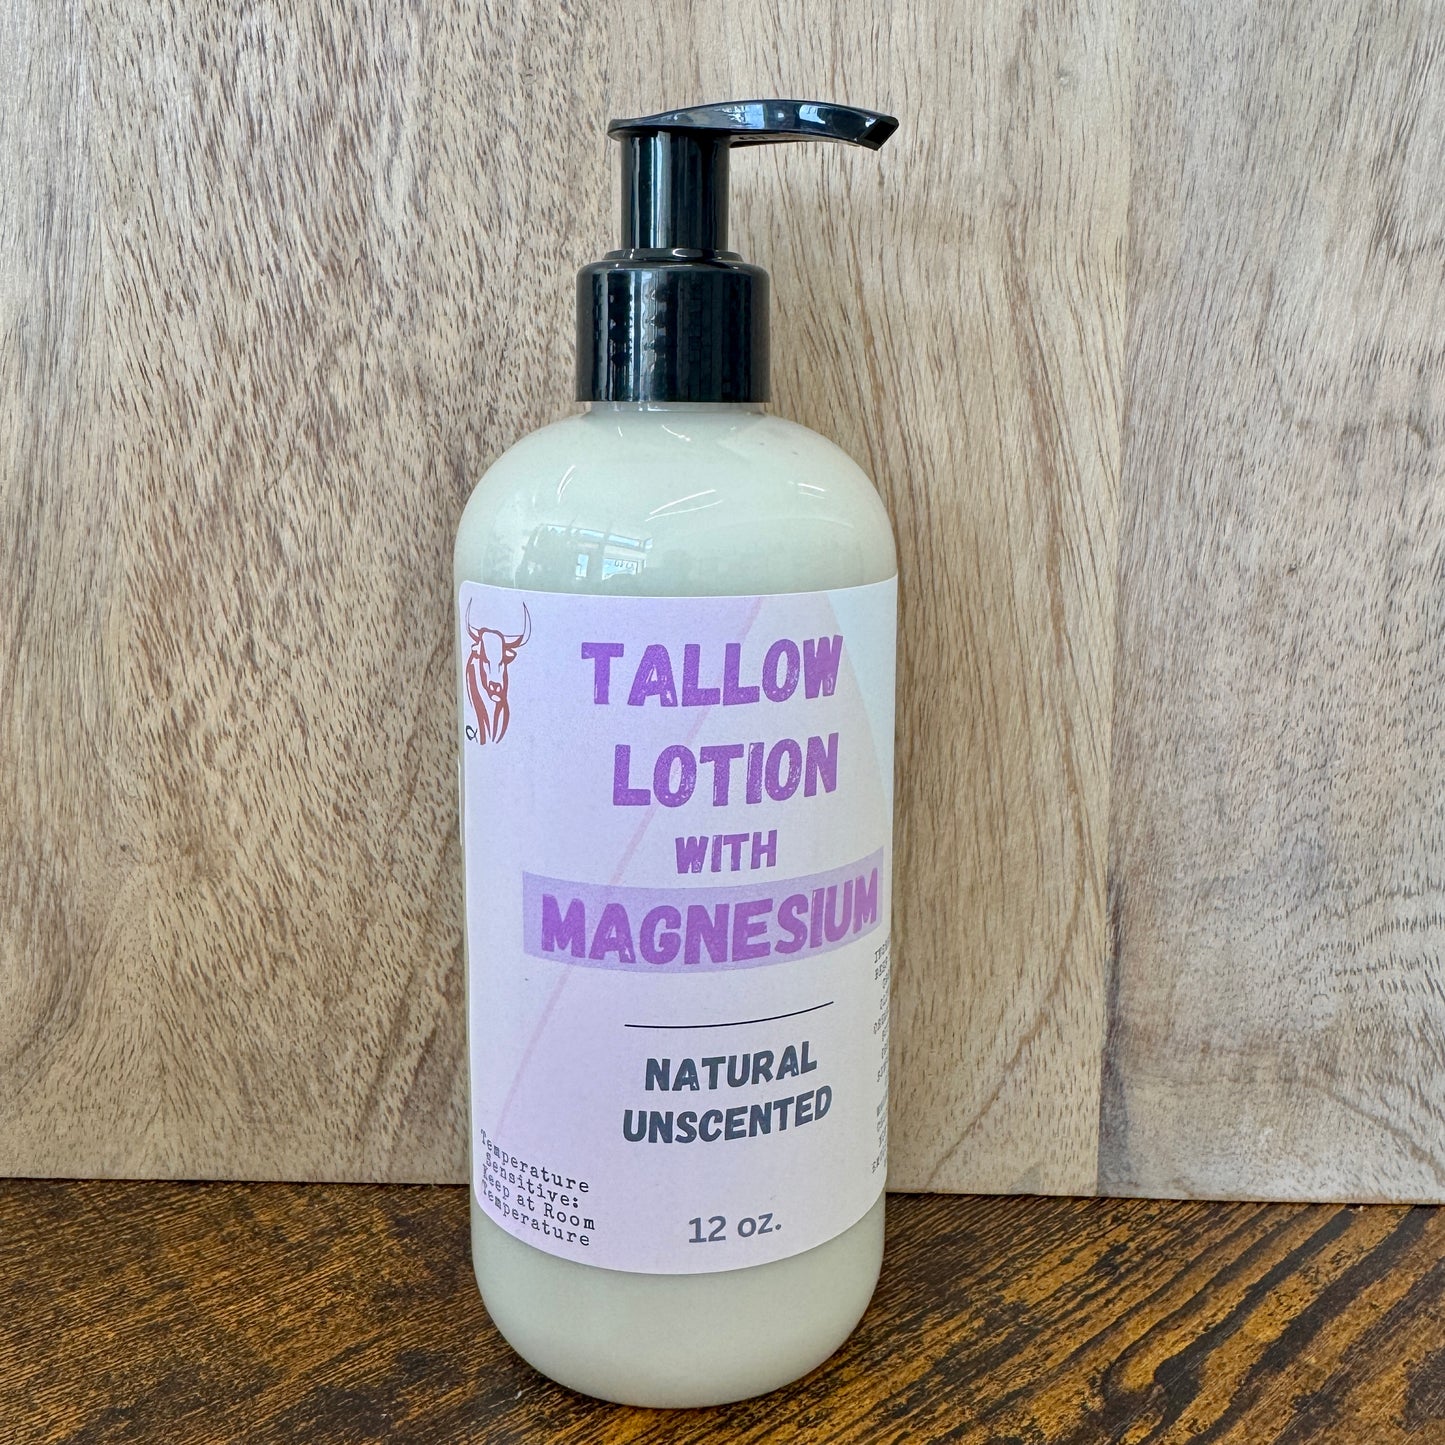 TALLOW
LOTION
WITH
MAGNESIUM
NATURAL
UNSCENTED
Temperature
Sensitive:
Keep at Room
Temperature
12 oz.